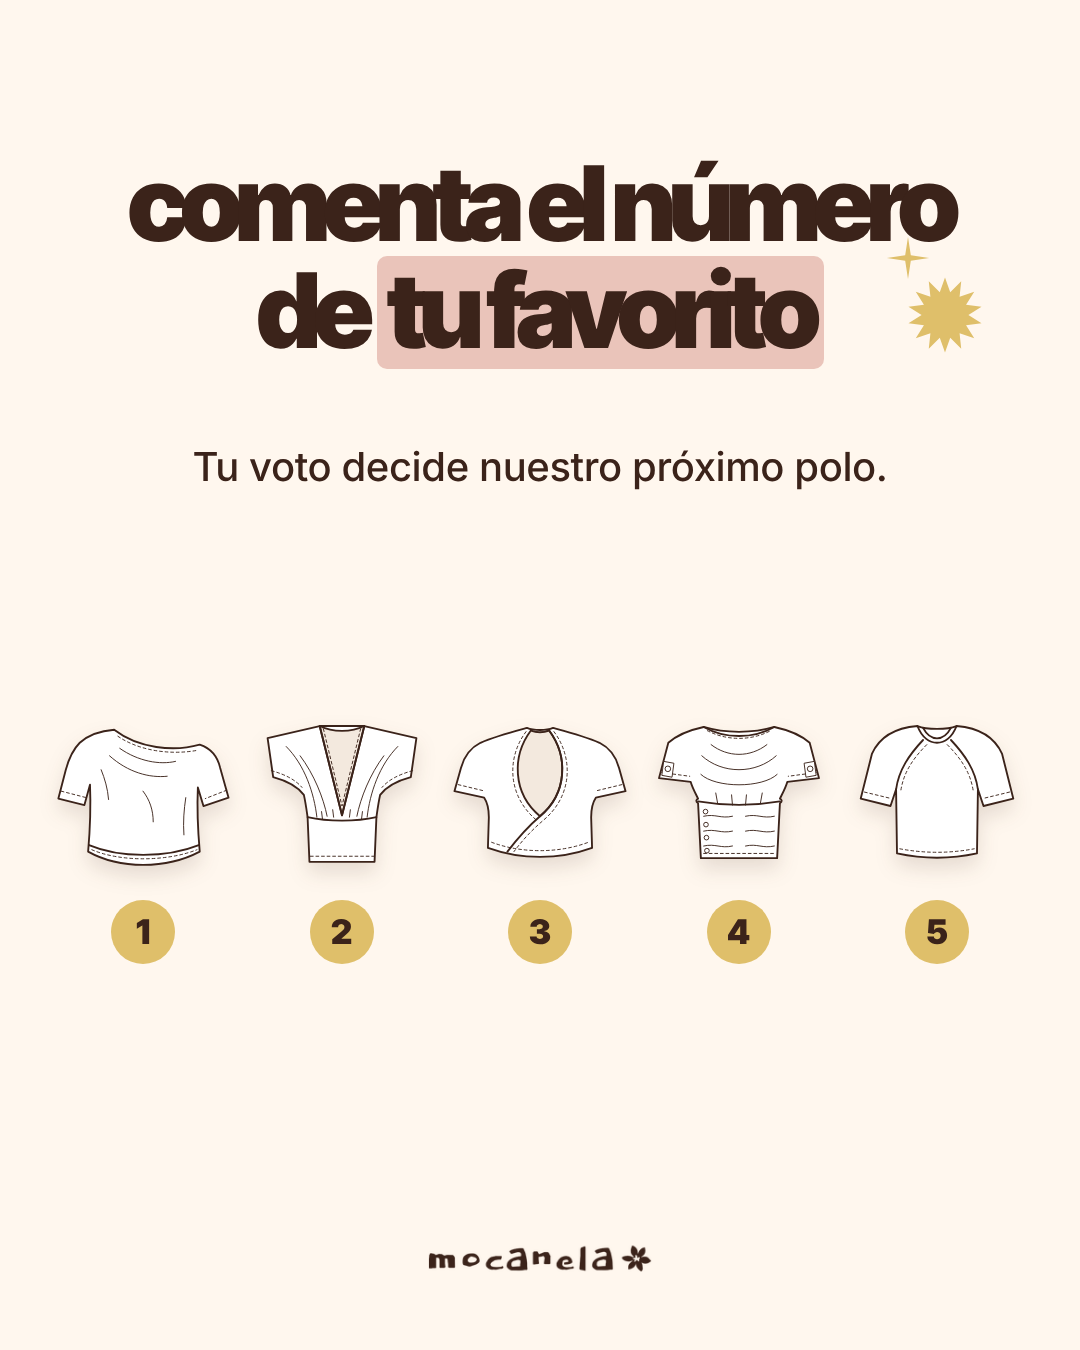 comenta el número
de tu favorito
Tu voto decide nuestro próximo polo.
1 2 3 4 5
mocanela